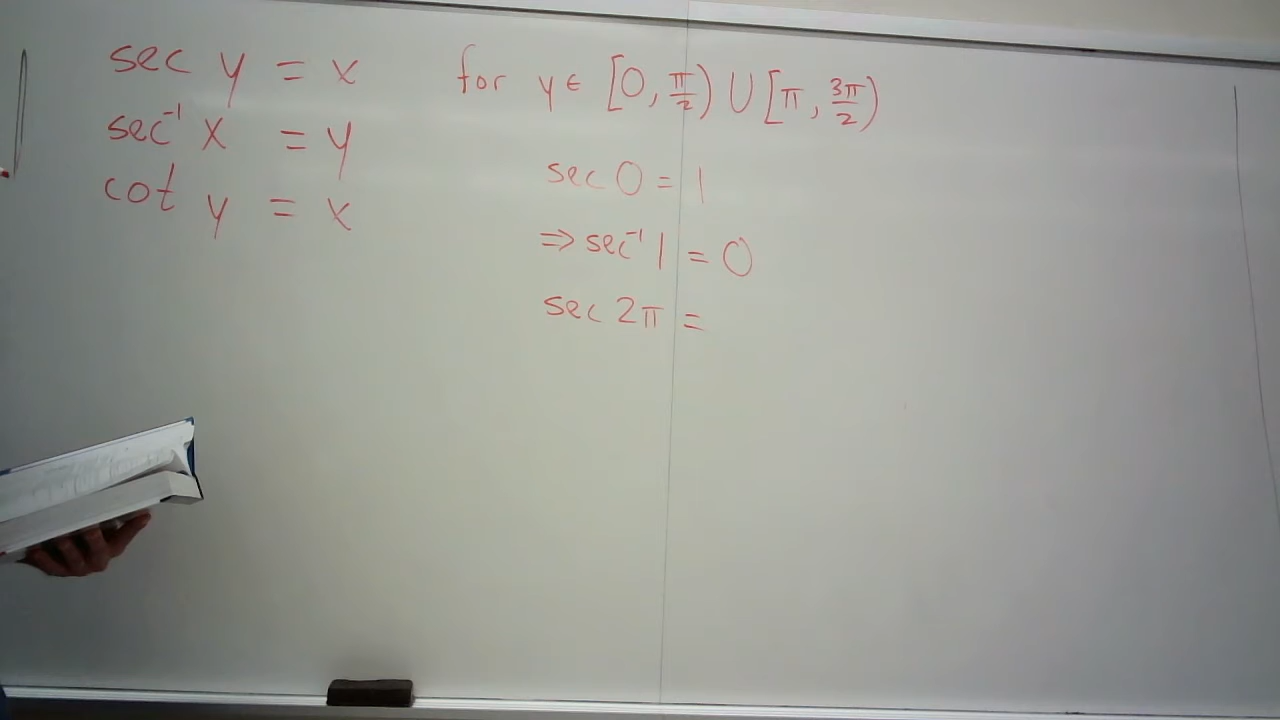 sec y = x for y ∈ [0, π/2) ∪ [π, 3π/2)
sec⁻¹ x = y
cot y = x
sec 0 = 1
⇒ sec⁻¹ 1 = 0
sec 2π =